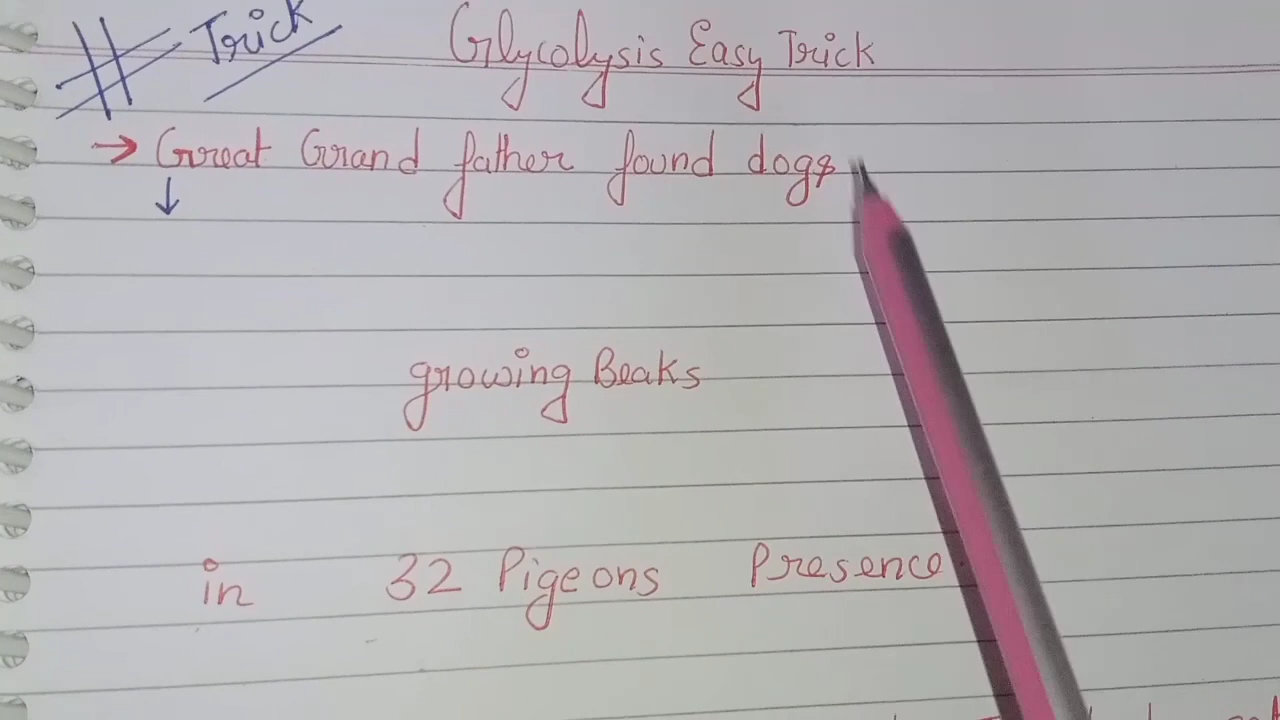 # Trick
Glycolysis Easy Trick
→ Great Grand father found dogs
↓
growing Beaks
in 32 Pigeons Presence